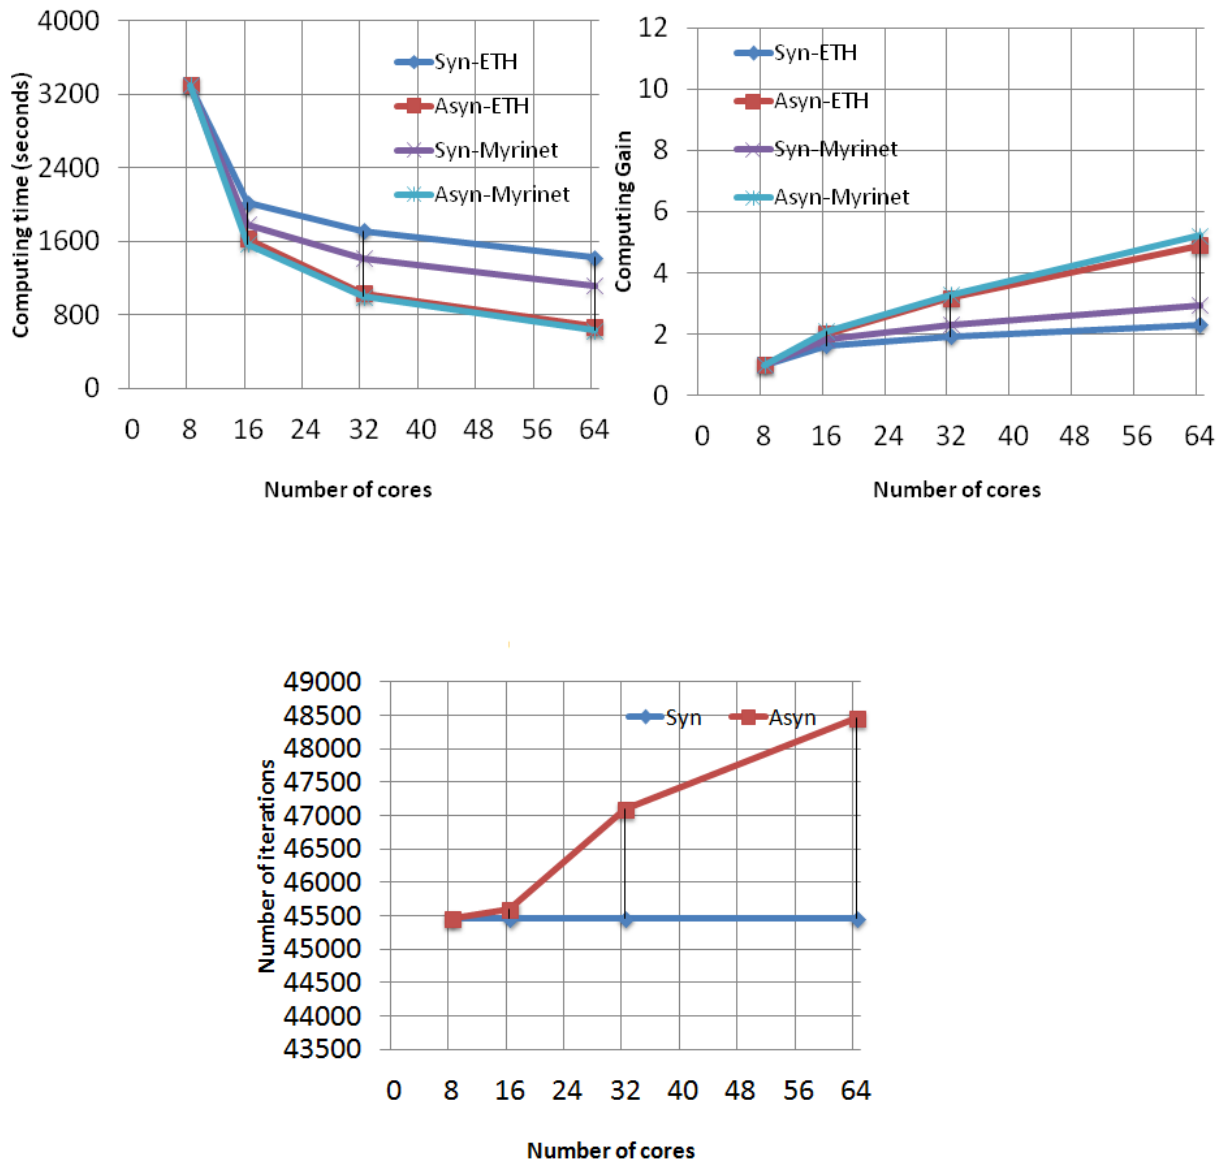 4000
3200
2400
1600
800
0
Computing time (seconds)
Syn-ETH
Asyn-ETH
Syn-Myrinet
Asyn-Myrinet
0 8 16 24 32 40 48 56 64
Number of cores
12
10
8
6
4
2
0
Computing Gain
Syn-ETH
Asyn-ETH
Syn-Myrinet
Asyn-Myrinet
0 8 16 24 32 40 48 56 64
Number of cores
49000
48500
48000
47500
47000
46500
46000
45500
45000
44500
44000
43500
Number of iterations
Syn Asyn
0 8 16 24 32 40 48 56 64
Number of cores